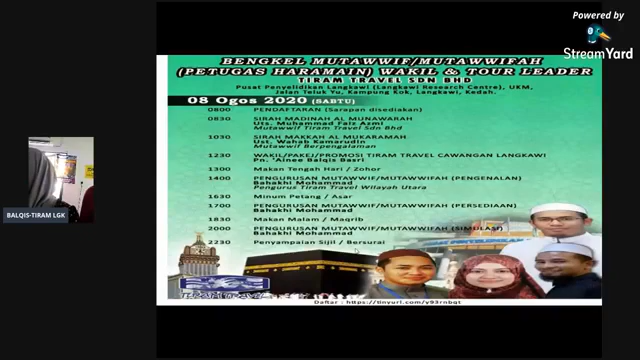 Powered by
StreamYard
BENGKEL MUTAWWIF/MUTAWWIFAH
(PETUGAS HARAMAIN) WAKIL & TOUR LEADER
TIRAM TRAVEL SDN BHD
Pusat Penyelidikan Langkawi (Langkawi Research Centre), UKM,
Jalan Teluk Yu, Kampung Kok, Langkawi, Kedah.
08 Ogos 2020 (SABTU)
0800 PENDAFTARAN (Sarapan disediakan)
0830 SIRAH MADINAH AL MUNAWARAH
Uts. Muhammad Faiz Azmi
Mutawwif Tiram Travel Sdn Bhd
1030 SIRAH MAKKAH AL MUKARAMAH
Ust. Wahab Kamarudin
Mutawwif Berpengalaman
1230 WAKIL/PAKEJ/PROMOSI TIRAM TRAVEL CAWANGAN LANGKAWI
Pn. 'Ainee Balqis Basri
1300 Makan Tengah Hari / Zohor
1400 PENGURUSAN MUTAWWIF/MUTAWWIFAH (PENGENALAN)
Bahakhi Mohammad
Pengurus Tiram Travel Wilayah Utara
1630 Minum Petang / Asar
1700 PENGURUSAN MUTAWWIF/MUTAWWIFAH (PERSEDIAAN)
Bahakhi Mohammad
1830 Makan Malam / Maqrib
2000 PENGURUSAN MUTAWWIF/MUTAWWIFAH (SIMULASI)
Bahakhi Mohammad
2230 Penyampaian Sijil / Bersurai
BALQIS-TIRAM LGK
Daftar : https://tinyurl.com/y93rnbqt